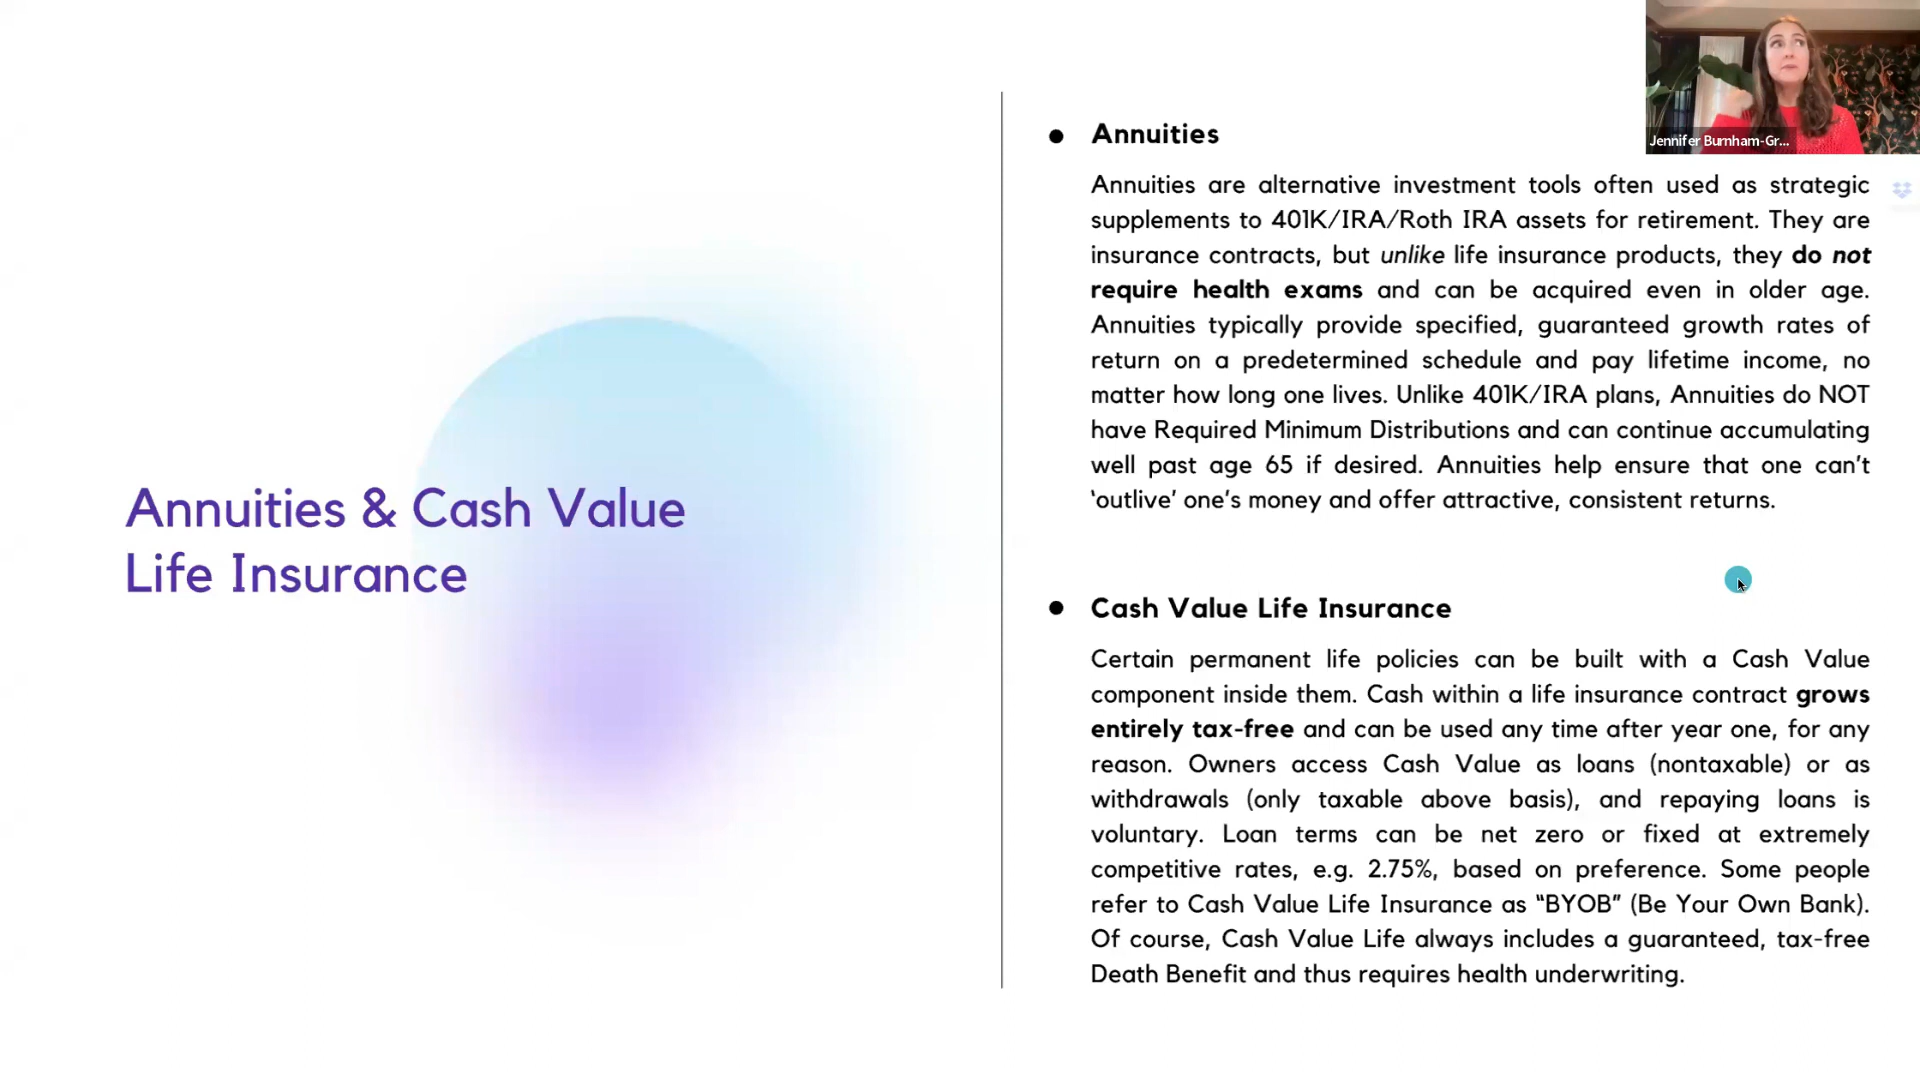 Annuities & Cash Value
Life Insurance
• Annuities
Annuities are alternative investment tools often used as strategic
supplements to 401K/IRA/Roth IRA assets for retirement. They are
insurance contracts, but unlike life insurance products, they do not
require health exams and can be acquired even in older age.
Annuities typically provide specified, guaranteed growth rates of
return on a predetermined schedule and pay lifetime income, no
matter how long one lives. Unlike 401K/IRA plans, Annuities do NOT
have Required Minimum Distributions and can continue accumulating
well past age 65 if desired. Annuities help ensure that one can’t
‘outlive’ one’s money and offer attractive, consistent returns.
• Cash Value Life Insurance
Certain permanent life policies can be built with a Cash Value
component inside them. Cash within a life insurance contract grows
entirely tax-free and can be used any time after year one, for any
reason. Owners access Cash Value as loans (nontaxable) or as
withdrawals (only taxable above basis), and repaying loans is
voluntary. Loan terms can be net zero or fixed at extremely
competitive rates, e.g. 2.75%, based on preference. Some people
refer to Cash Value Life Insurance as “BYOB” (Be Your Own Bank).
Of course, Cash Value Life always includes a guaranteed, tax-free
Death Benefit and thus requires health underwriting.
Jennifer Burnham-Gr...